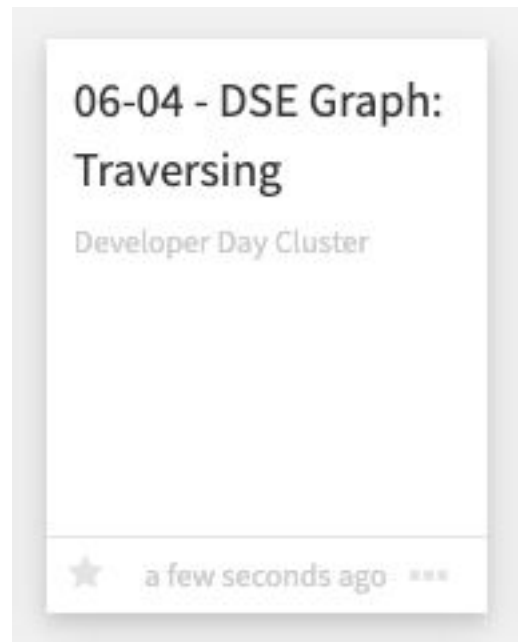 06-04 - DSE Graph:
Traversing
Developer Day Cluster
a few seconds ago